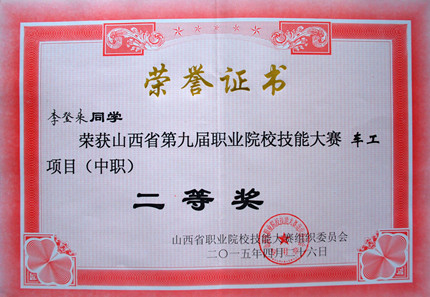 荣誉证书
李登来同学
荣获山西省第九届职业院校技能大赛 车工
项目（中职）
二等奖
山西省职业院校技能大赛组织委员会
二〇一五年四月二十六日